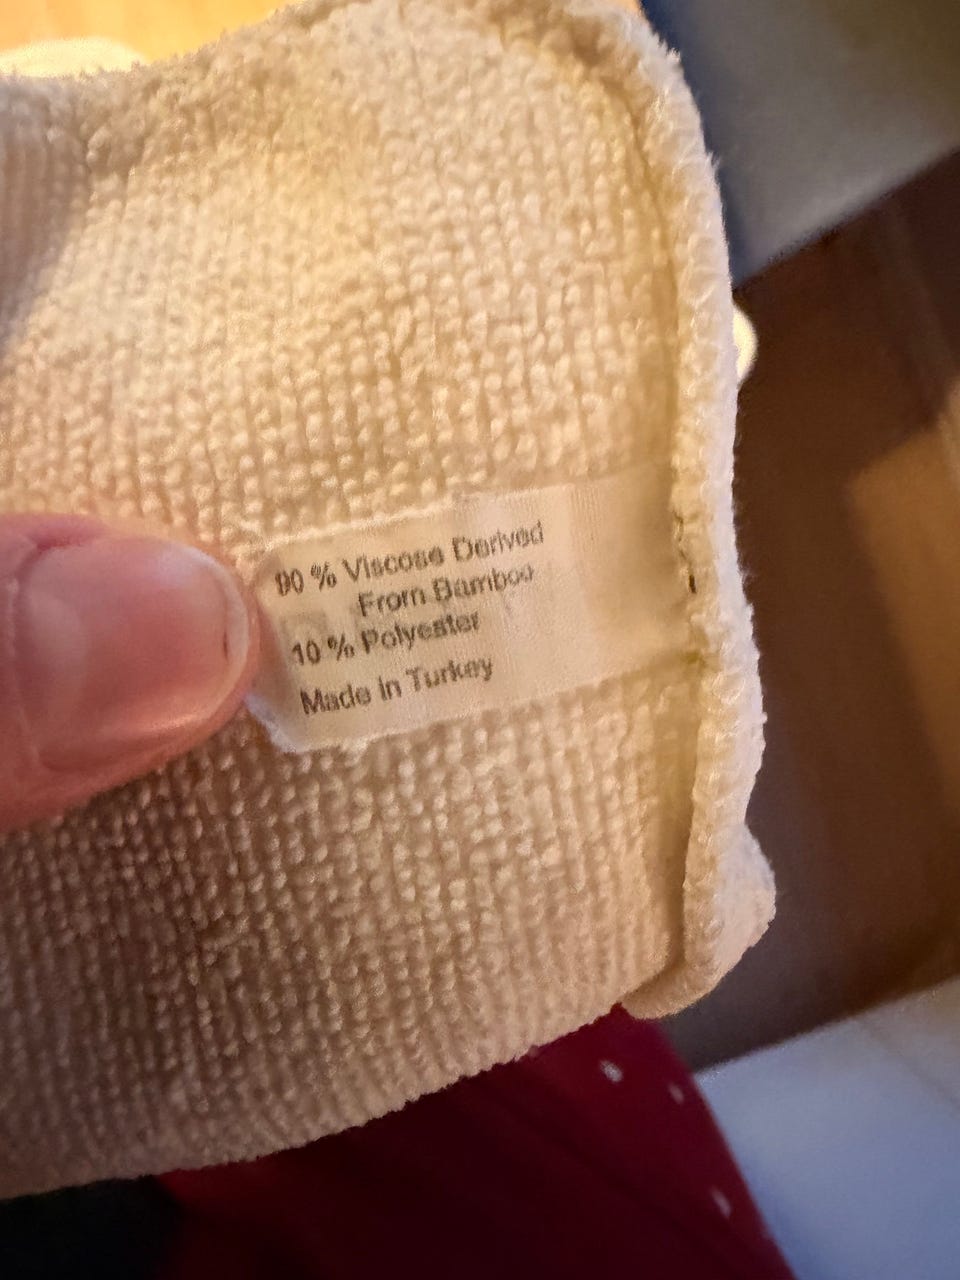 90 % Viscose Derived
From Bamboo
10 % Polyester
Made in Turkey